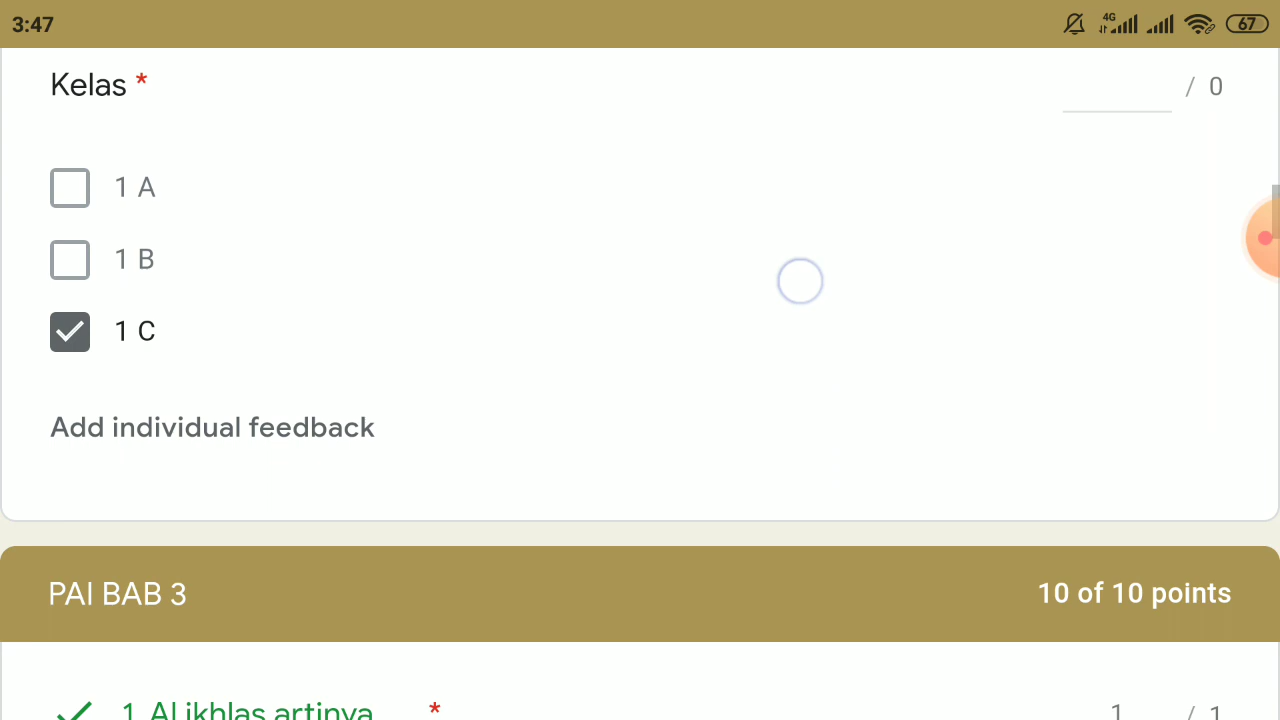 3:47
4G
67
Kelas *
/ 0
1 A
1 B
1 C
Add individual feedback
PAI BAB 3
10 of 10 points
1. Al ikhlas artinya *
1 / 1